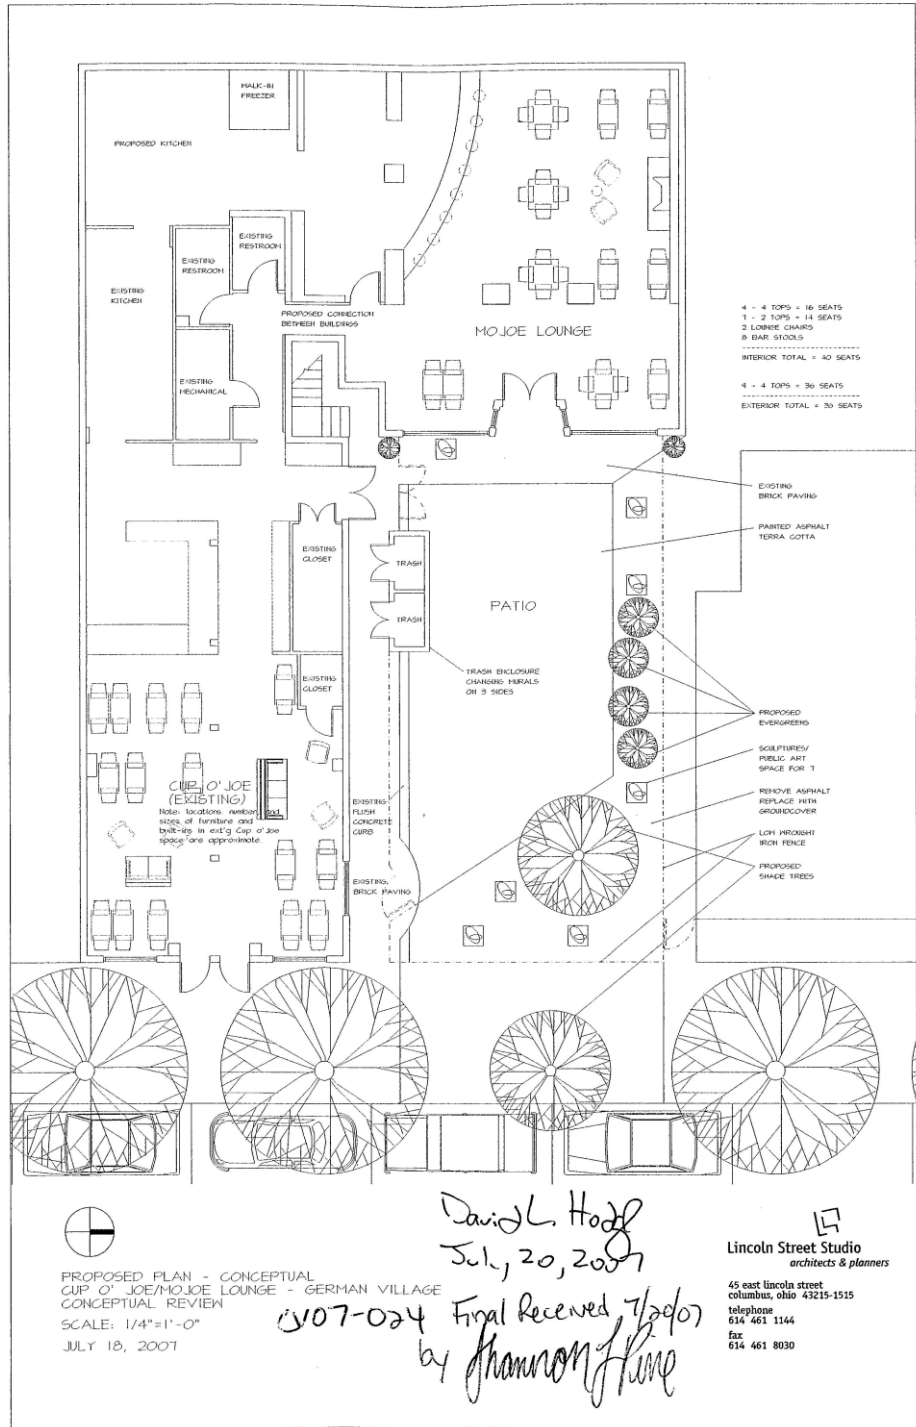 WALK-IN
FREEZER
PROPOSED KITCHEN
EXISTING
RESTROOM
EXISTING
RESTROOM
EXISTING
KITCHEN
PROPOSED CONNECTION
BETWEEN BUILDINGS
MOJOE LOUNGE
4 - 4 TOPS = 16 SEATS
7 - 2 TOPS = 14 SEATS
2 LOUNGE CHAIRS
8 BAR STOOLS
INTERIOR TOTAL = 40 SEATS
9 - 4 TOPS = 36 SEATS
EXTERIOR TOTAL = 36 SEATS
EXISTING
MECHANICAL
EXISTING
BRICK PAVING
PAINTED ASPHALT
TERRA COTTA
EXISTING
CLOSET
TRASH
TRASH
PATIO
TRASH ENCLOSURE
CHANGING MURALS
ON 3 SIDES
EXISTING
CLOSET
PROPOSED
EVERGREENS
SCULPTURES/
PUBLIC ART
SPACE FOR 7
REMOVE ASPHALT
REPLACE WITH
GROUNDCOVER
LOW WROUGHT
IRON FENCE
PROPOSED
SHADE TREES
CUP O' JOE
(EXISTING)
Note: locations, number and
sizes of furniture and
built-ins in ext'g Cup o' Joe
space are approximate.
EXISTING
FLUSH
CONCRETE
CURB
EXISTING
BRICK PAVING
PROPOSED PLAN - CONCEPTUAL
CUP O' JOE/MOJOE LOUNGE - GERMAN VILLAGE
CONCEPTUAL REVIEW
SCALE: 1/4"=1'-0"
JULY 18, 2007
David L. Hodge
July 20, 2007
07-024 Final Received 7/20/07
by Shannon L Pine
Lincoln Street Studio
architects & planners
45 east lincoln street
columbus, ohio 43215-1515
telephone
614 461 1144
fax
614 461 8030